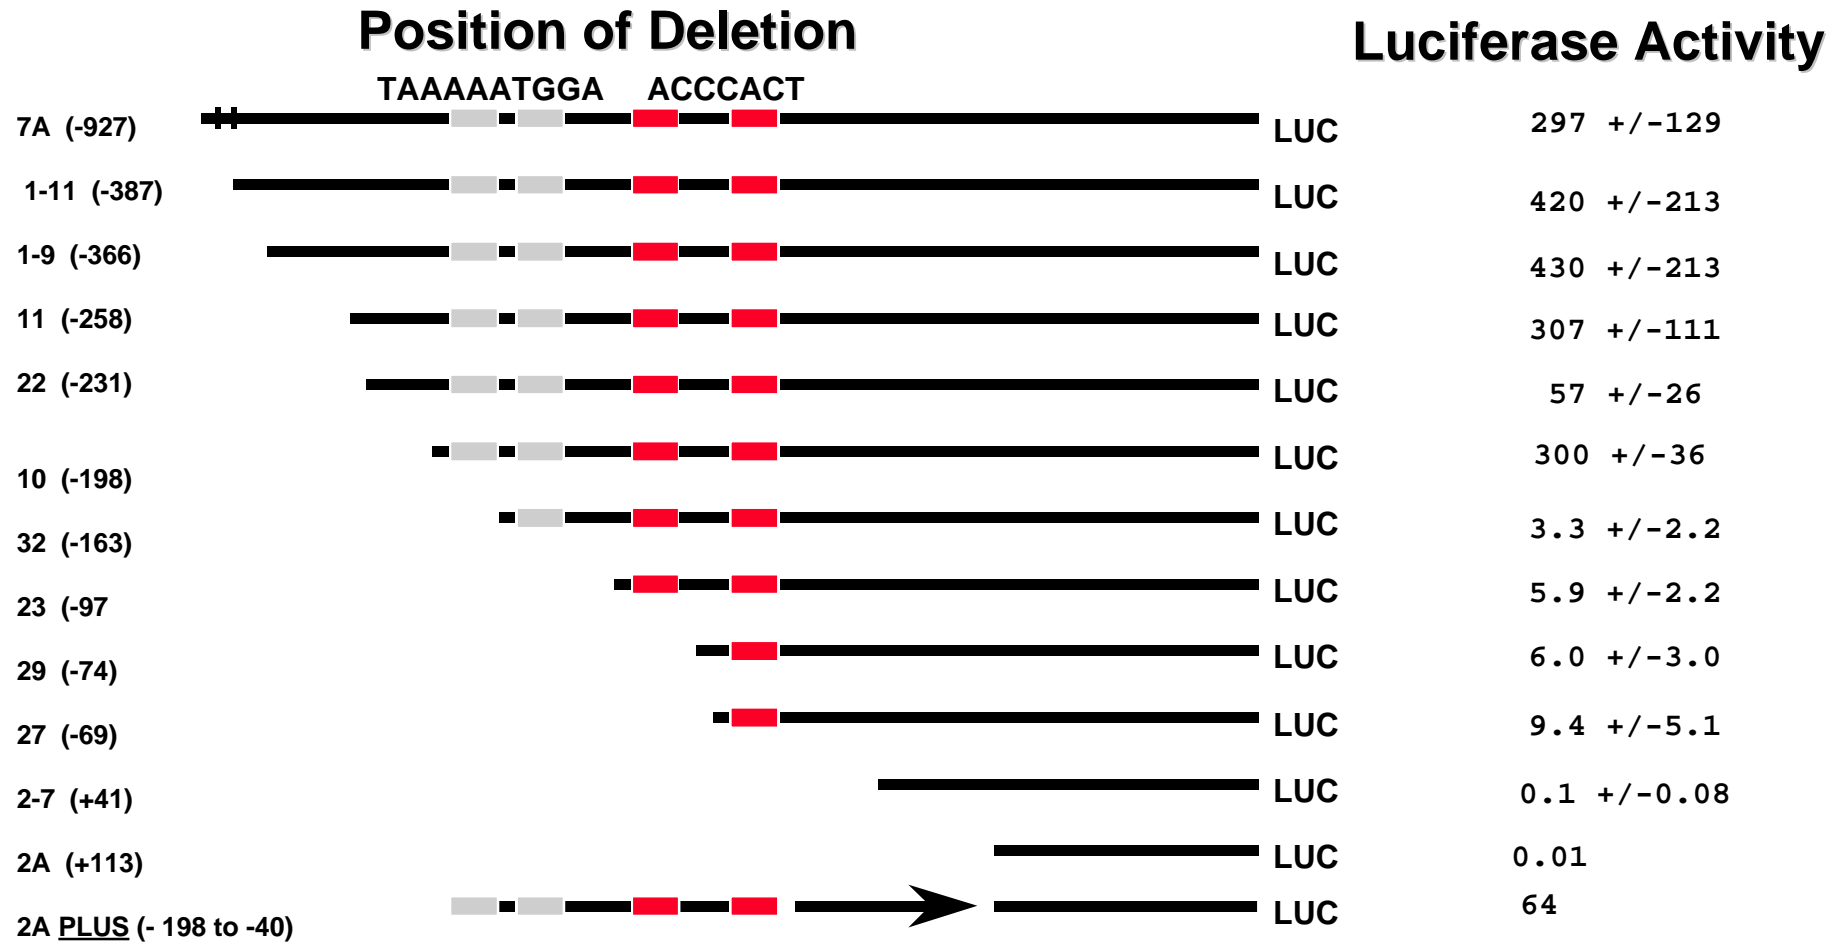 Position of Deletion Luciferase Activity
TAAAAATGGA ACCCACT
7A (-927) LUC 297 +/-129
1-11 (-387) LUC 420 +/-213
1-9 (-366) LUC 430 +/-213
11 (-258) LUC 307 +/-111
22 (-231) LUC 57 +/-26
10 (-198) LUC 300 +/-36
32 (-163) LUC 3.3 +/-2.2
23 (-97 LUC 5.9 +/-2.2
29 (-74) LUC 6.0 +/-3.0
27 (-69) LUC 9.4 +/-5.1
2-7 (+41) LUC 0.1 +/-0.08
2A (+113) LUC 0.01
2A PLUS (- 198 to -40) LUC 64